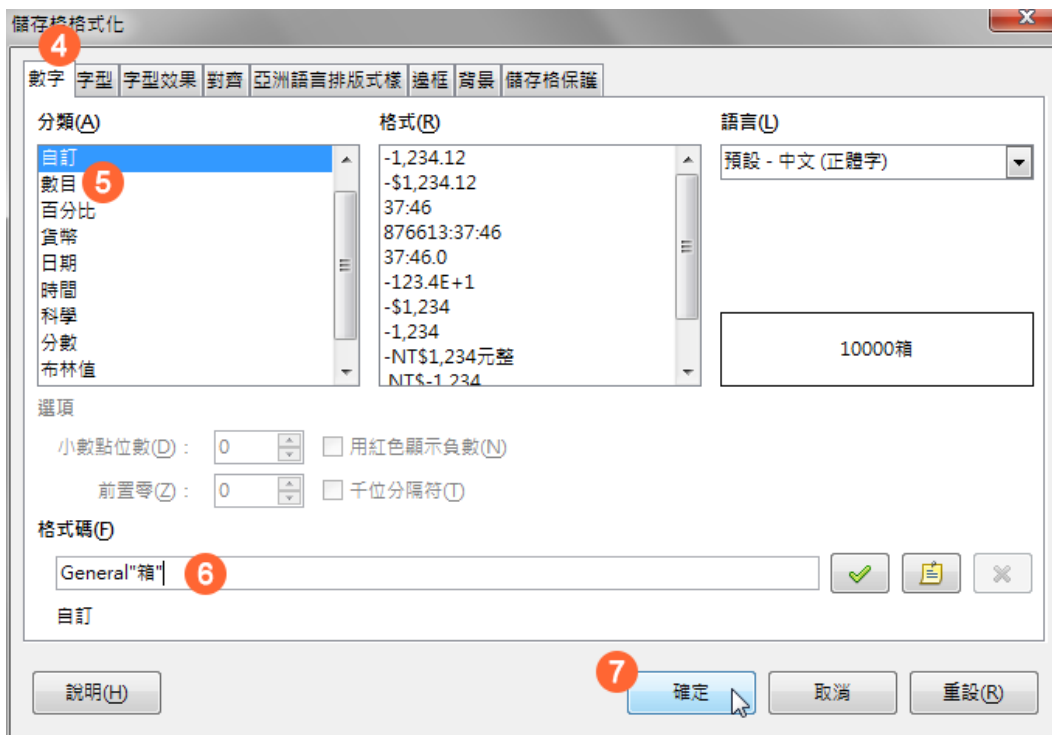 儲存格格式化
4
數字 字型 字型效果 對齊 亞洲語言排版式樣 邊框 背景 儲存格保護
分類(A)
自訂
數目
5
百分比
貨幣
日期
時間
科學
分數
布林值
格式(R)
-1,234.12
-$1,234.12
37:46
876613:37:46
37:46.0
-123.4E+1
-$1,234
-1,234
-NT$1,234元整
NT$-1,234
語言(L)
預設 - 中文 (正體字)
10000箱
選項
小數點位數(D)： 0 用紅色顯示負數(N)
前置零(Z)： 0 千位分隔符(T)
格式碼(F)
General"箱" 6
自訂
7
說明(H) 確定 取消 重設(R)